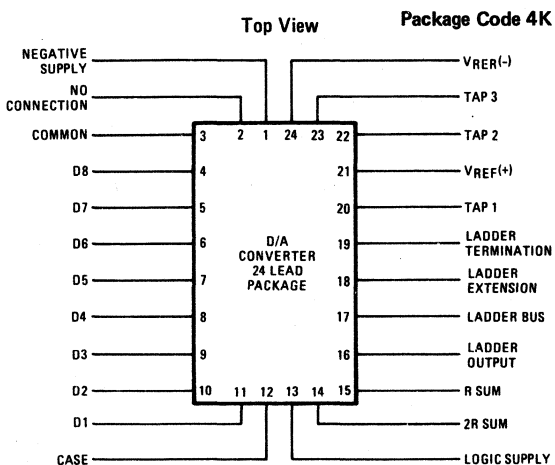 Top View
Package Code 4K
NEGATIVE
SUPPLY
NO
CONNECTION
COMMON
D8
D7
D6
D5
D4
D3
D2
D1
CASE
3
2
1
24
23
22
4
21
5
20
6
19
7
18
8
17
9
16
10
11
12
13
14
15
D/A
CONVERTER
24 LEAD
PACKAGE
VRER(-)
TAP 3
TAP 2
VREF(+)
TAP 1
LADDER
TERMINATION
LADDER
EXTENSION
LADDER BUS
LADDER
OUTPUT
R SUM
2R SUM
LOGIC SUPPLY